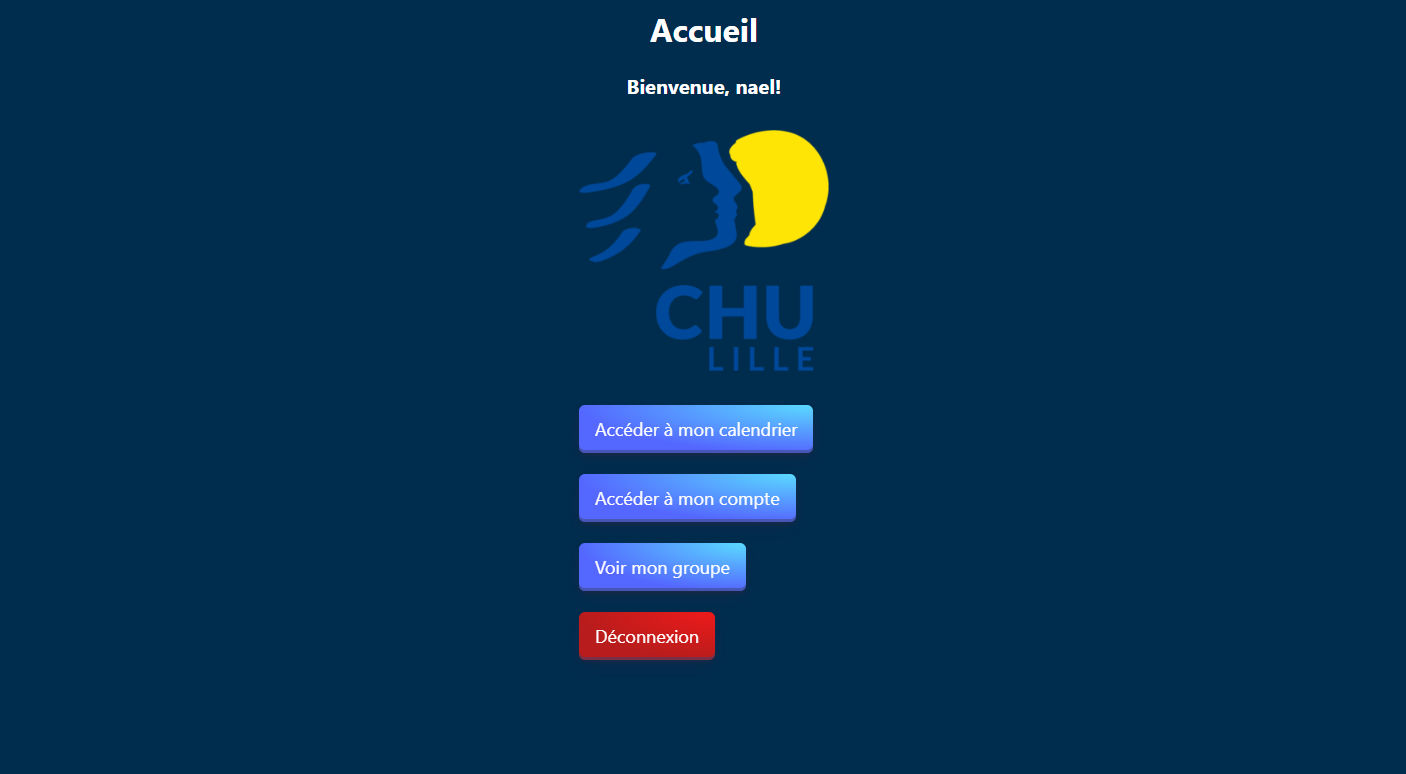 Accueil
Bienvenue, nael!
CHU
LILLE
Accéder à mon calendrier
Accéder à mon compte
Voir mon groupe
Déconnexion